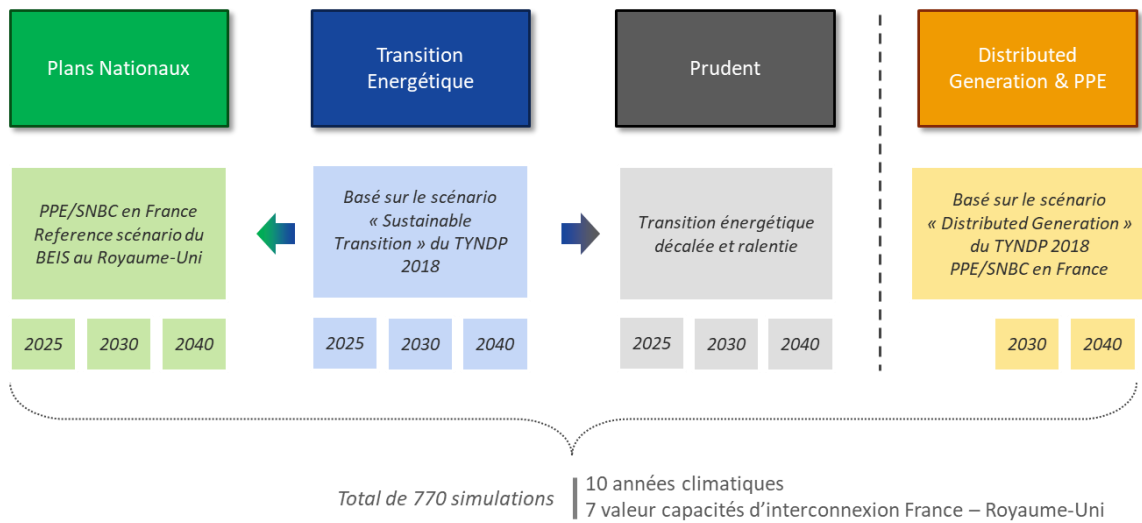 Plans Nationaux
Transition
Energétique
Prudent
Distributed
Generation & PPE
PPE/SNBC en France
Reference scénario du
BEIS au Royaume-Uni
Basé sur le scénario
« Sustainable
Transition » du TYNDP
2018
Transition énergétique
décalée et ralentie
Basé sur le scénario
« Distributed Generation »
du TYNDP 2018
PPE/SNBC en France
2025
2030
2040
2025
2030
2040
2025
2030
2040
2030
2040
Total de 770 simulations
10 années climatiques
7 valeur capacités d'interconnexion France – Royaume-Uni